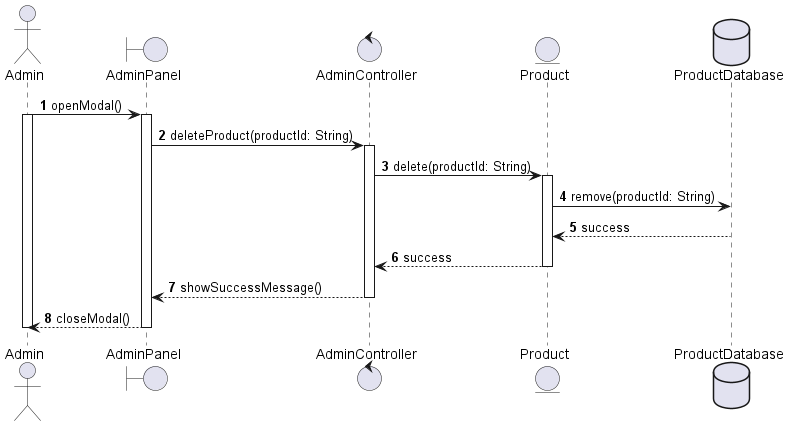 Admin
AdminPanel
AdminController
Product
ProductDatabase
1 openModal()
2 deleteProduct(productId: String)
3 delete(productId: String)
4 remove(productId: String)
5 success
6 success
7 showSuccessMessage()
8 closeModal()
Admin
AdminPanel
AdminController
Product
ProductDatabase